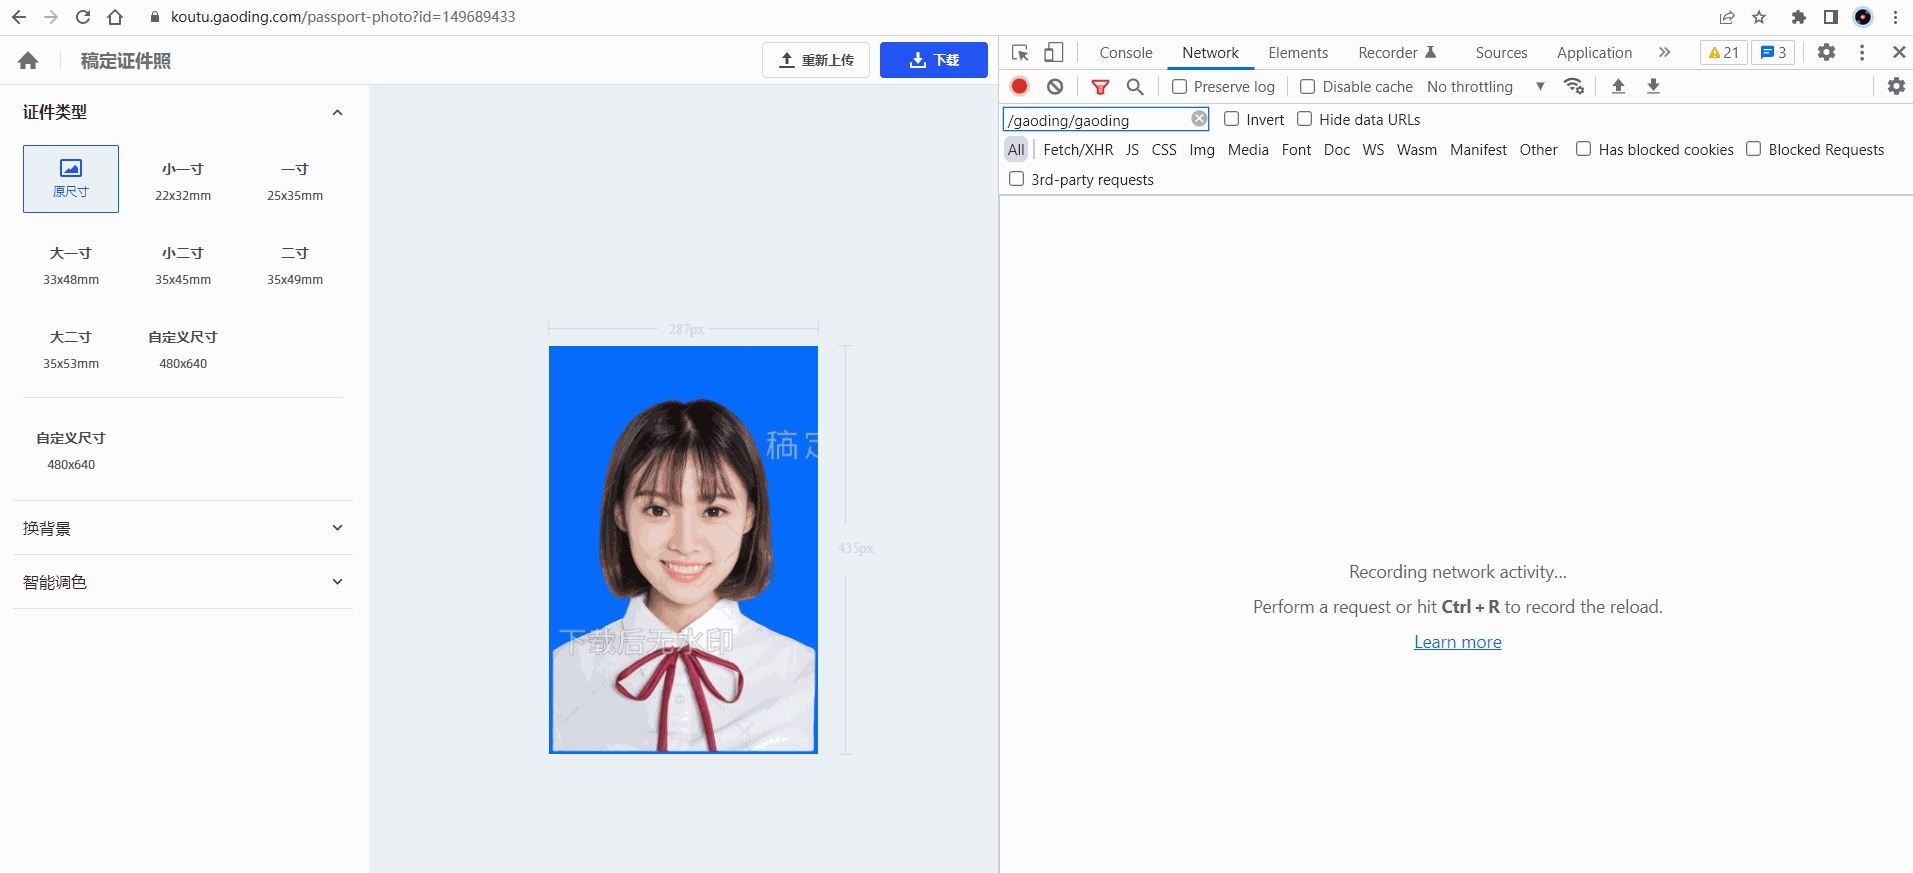 koutu.gaoding.com/passport-photo?id=149689433
稿定证件照
重新上传
下载
证件类型
原尺寸
小一寸
22x32mm
一寸
25x35mm
大一寸
33x48mm
小二寸
35x45mm
二寸
35x49mm
大二寸
35x53mm
自定义尺寸
480x640
自定义尺寸
480x640
换背景
智能调色
287px
435px
稿定
下载后无水印
Console Network Elements Recorder Sources Application » 21 3
Preserve log Disable cache No throttling
/gaoding/gaoding Invert Hide data URLs
All Fetch/XHR JS CSS Img Media Font Doc WS Wasm Manifest Other Has blocked cookies Blocked Requests
3rd-party requests
Recording network activity…
Perform a request or hit Ctrl + R to record the reload.
Learn more